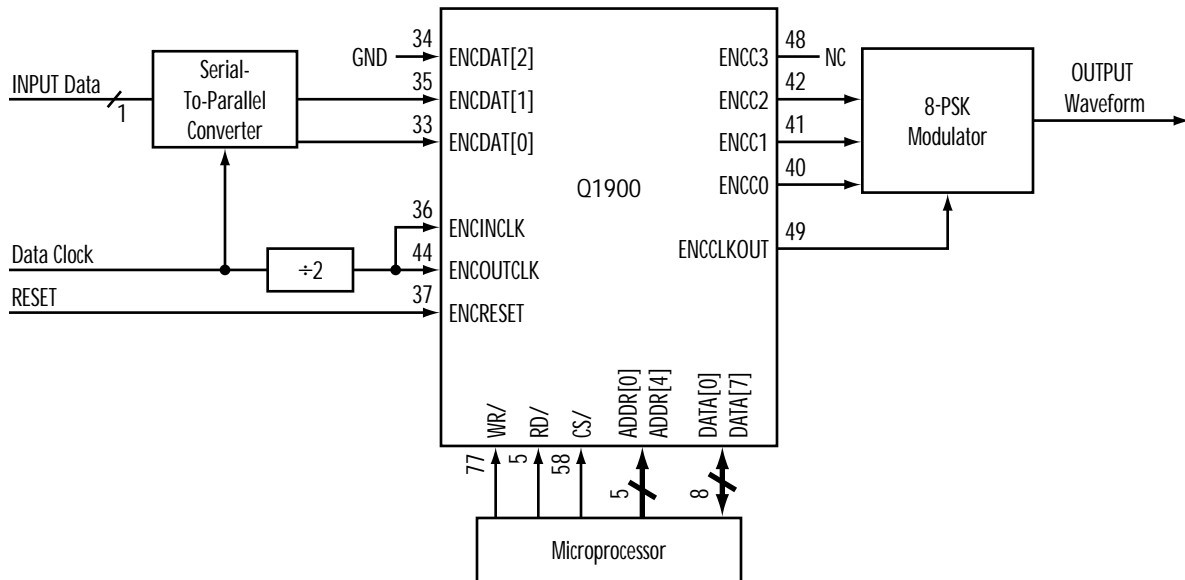 INPUT Data
1
Serial-
To-Parallel
Converter
GND
34
ENCDAT[2]
35
ENCDAT[1]
33
ENCDAT[0]
36
ENCINCLK
Data Clock
÷2
44
ENCOUTCLK
RESET
37
ENCRESET
Q1900
ENCC3
48
NC
ENCC2
42
ENCC1
41
ENCC0
40
ENCCLKOUT
49
8-PSK
Modulator
OUTPUT
Waveform
WR/
RD/
CS/
ADDR[0]
ADDR[4]
DATA[0]
DATA[7]
77
5
58
5
8
Microprocessor